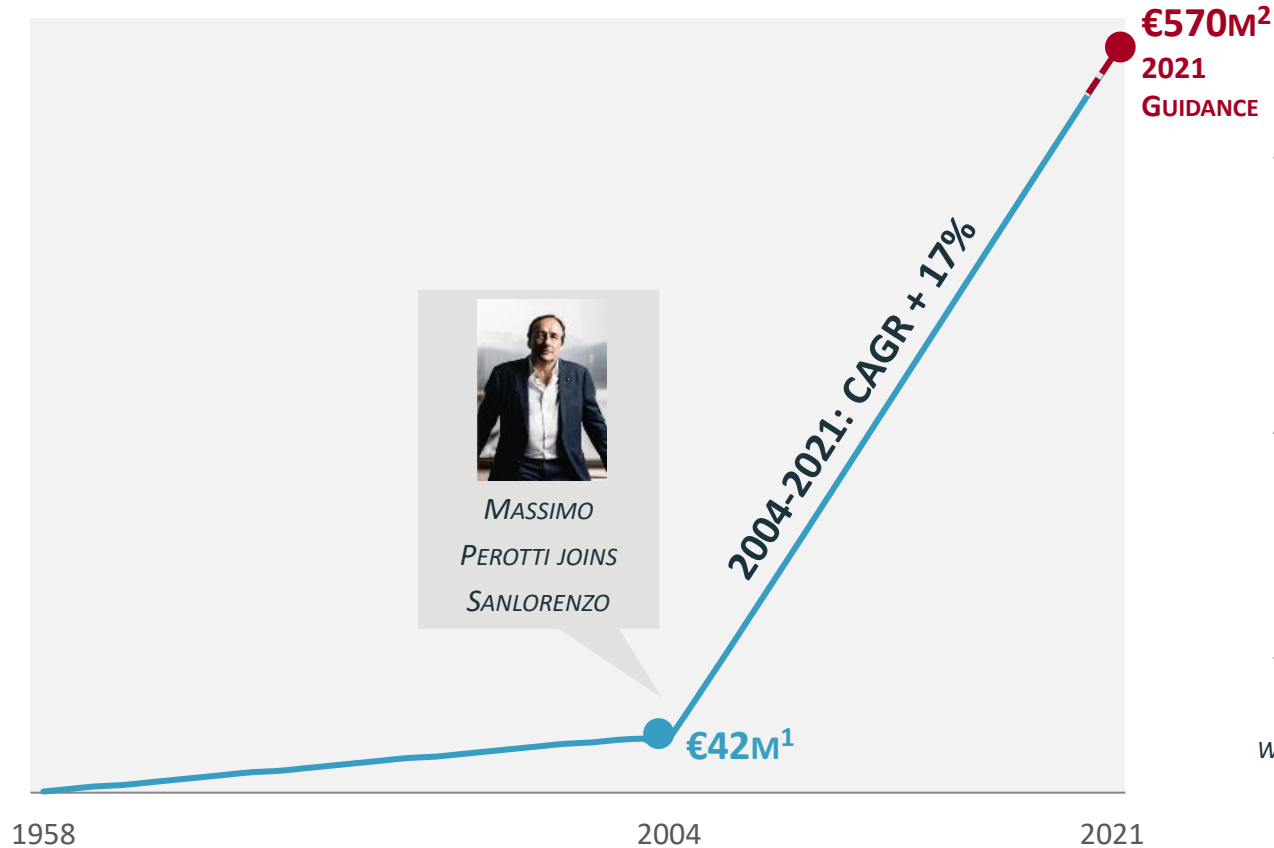 €570M²
2021
GUIDANCE
2004-2021: CAGR + 17%
MASSIMO
PEROTTI JOINS
SANLORENZO
€42M¹
W
1958
2004
2021